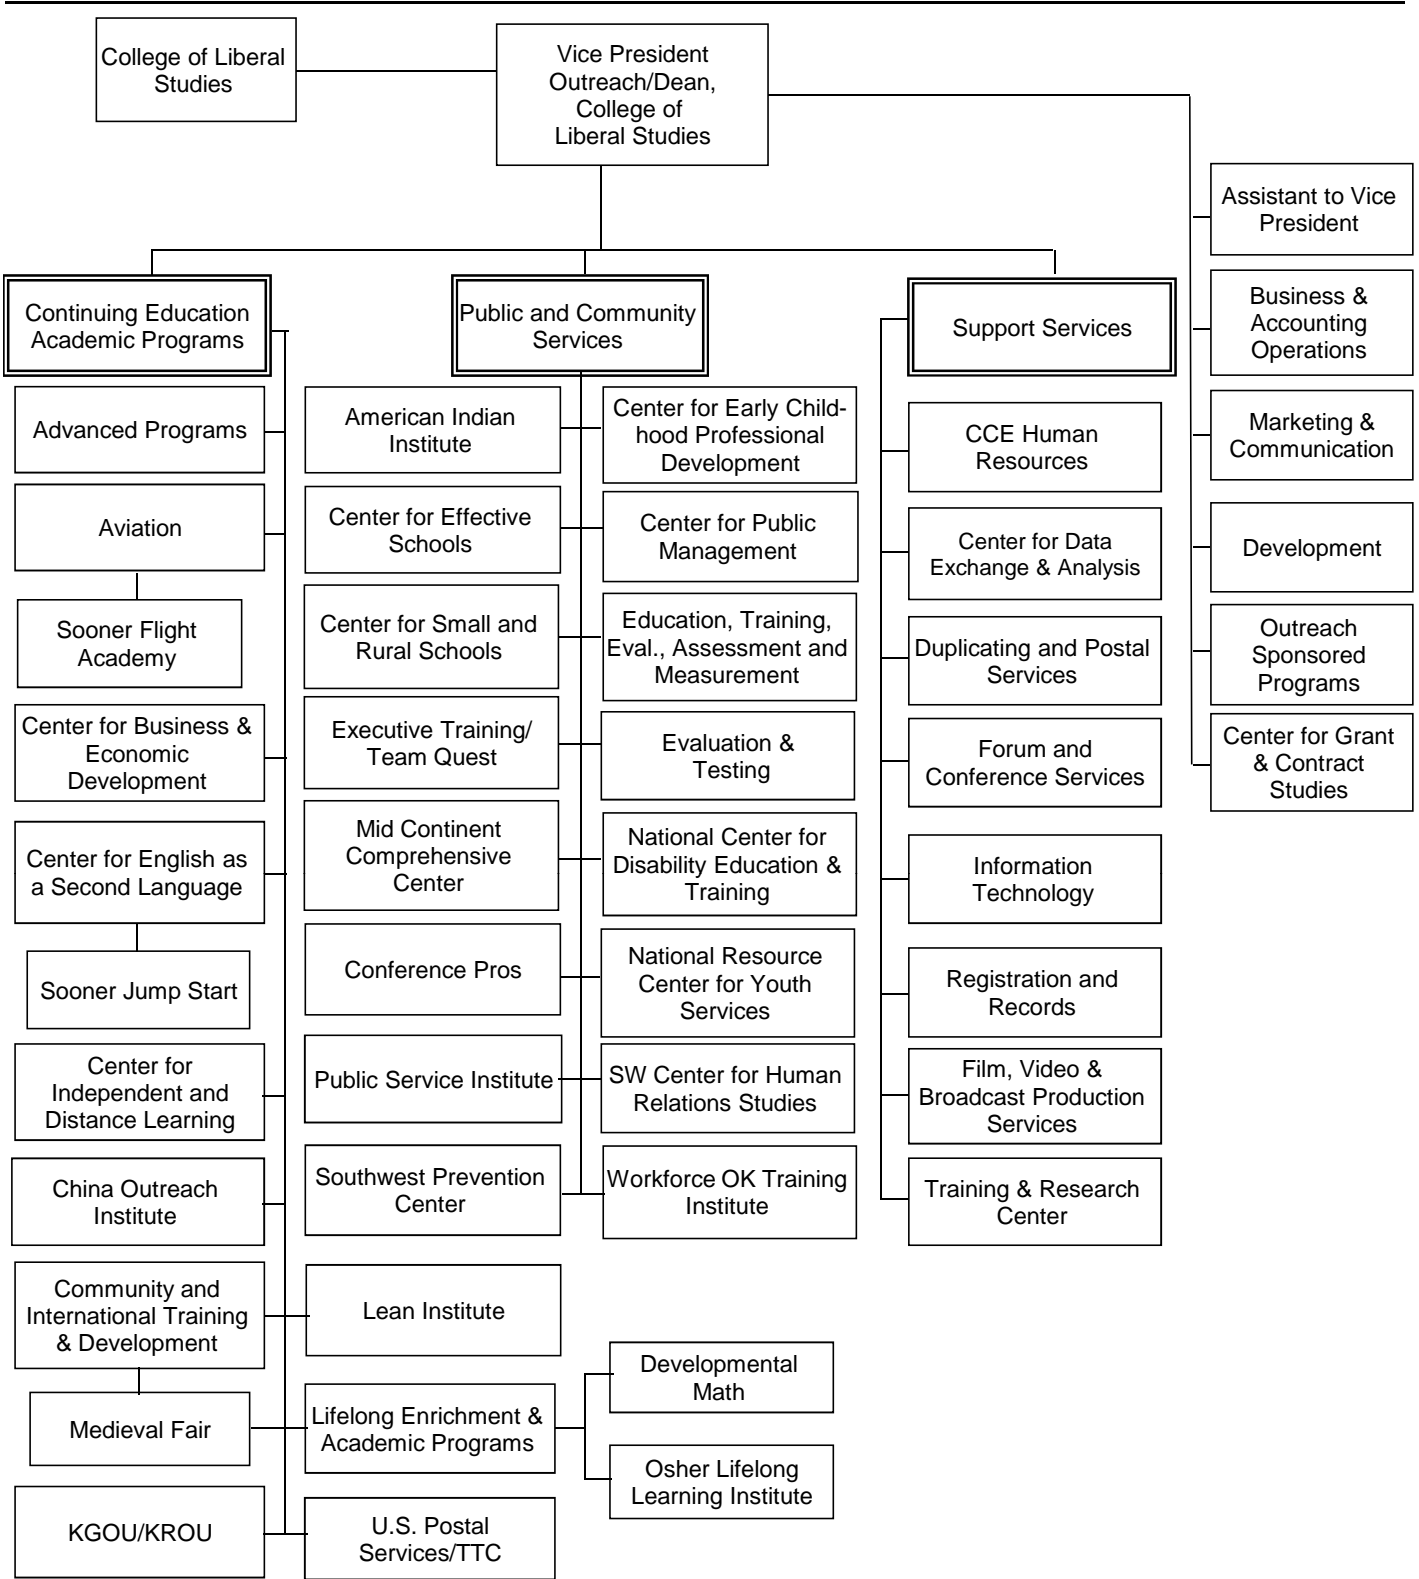 College of Liberal
Studies
Vice President
Outreach/Dean,
College of
Liberal Studies
Assistant to Vice
President
Business &
Accounting
Operations
Marketing &
Communication
Development
Outreach
Sponsored
Programs
Center for Grant
& Contract
Studies
Continuing Education
Academic Programs
Advanced Programs
Aviation
Sooner Flight
Academy
Center for Business &
Economic
Development
Center for English as
a Second Language
Sooner Jump Start
Center for
Independent and
Distance Learning
China Outreach
Institute
Community and
International Training
& Development
Medieval Fair
KGOU/KROU
Lean Institute
Lifelong Enrichment &
Academic Programs
Developmental
Math
Osher Lifelong
Learning Institute
U.S. Postal
Services/TTC
Public and Community
Services
American Indian
Institute
Center for Early Child-
hood Professional
Development
Center for Effective
Schools
Center for Public
Management
Center for Small and
Rural Schools
Education, Training,
Eval., Assessment and
Measurement
Executive Training/
Team Quest
Evaluation &
Testing
Mid Continent
Comprehensive
Center
National Center for
Disability Education &
Training
Conference Pros
National Resource
Center for Youth
Services
Public Service Institute
SW Center for Human
Relations Studies
Southwest Prevention
Center
Workforce OK Training
Institute
Support Services
CCE Human
Resources
Center for Data
Exchange & Analysis
Duplicating and Postal
Services
Forum and
Conference Services
Information
Technology
Registration and
Records
Film, Video &
Broadcast Production
Services
Training & Research
Center